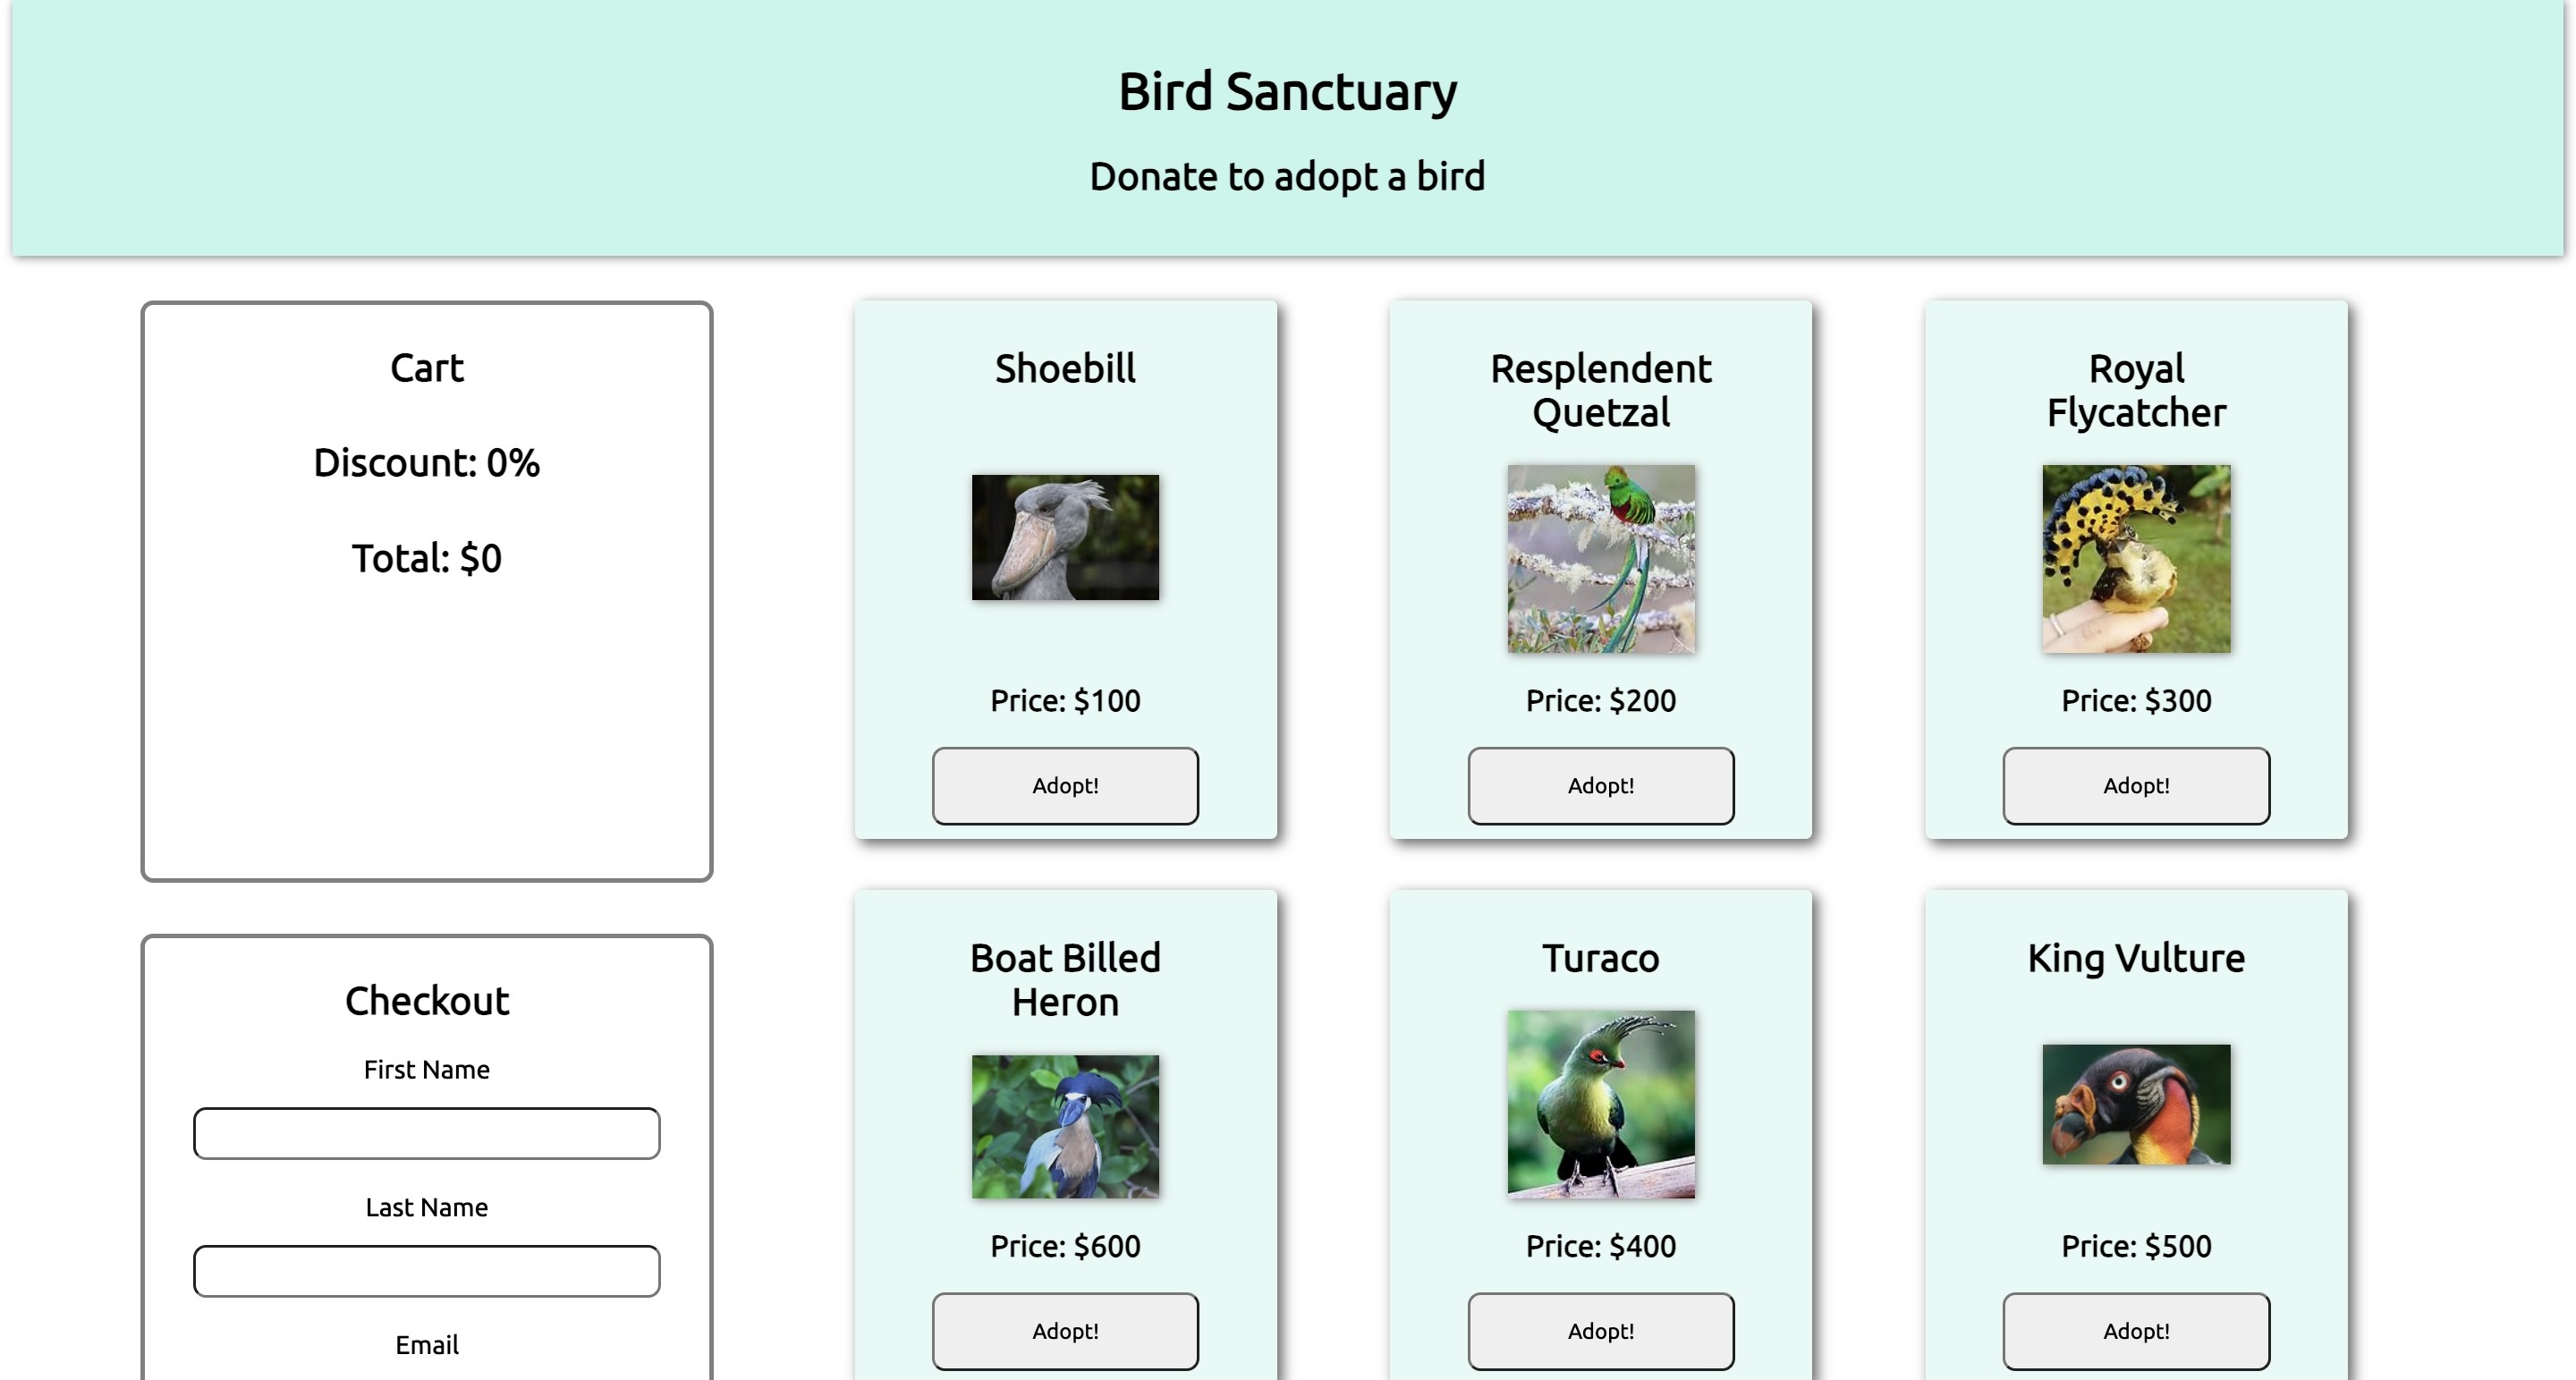 Bird Sanctuary
Donate to adopt a bird
Cart
Discount: 0%
Total: $0
Checkout
First Name
Last Name
Email
Shoebill
Price: $100
Adopt!
Resplendent
Quetzal
Price: $200
Adopt!
Royal
Flycatcher
Price: $300
Adopt!
Boat Billed
Heron
Price: $600
Adopt!
Turaco
Price: $400
Adopt!
King Vulture
Price: $500
Adopt!